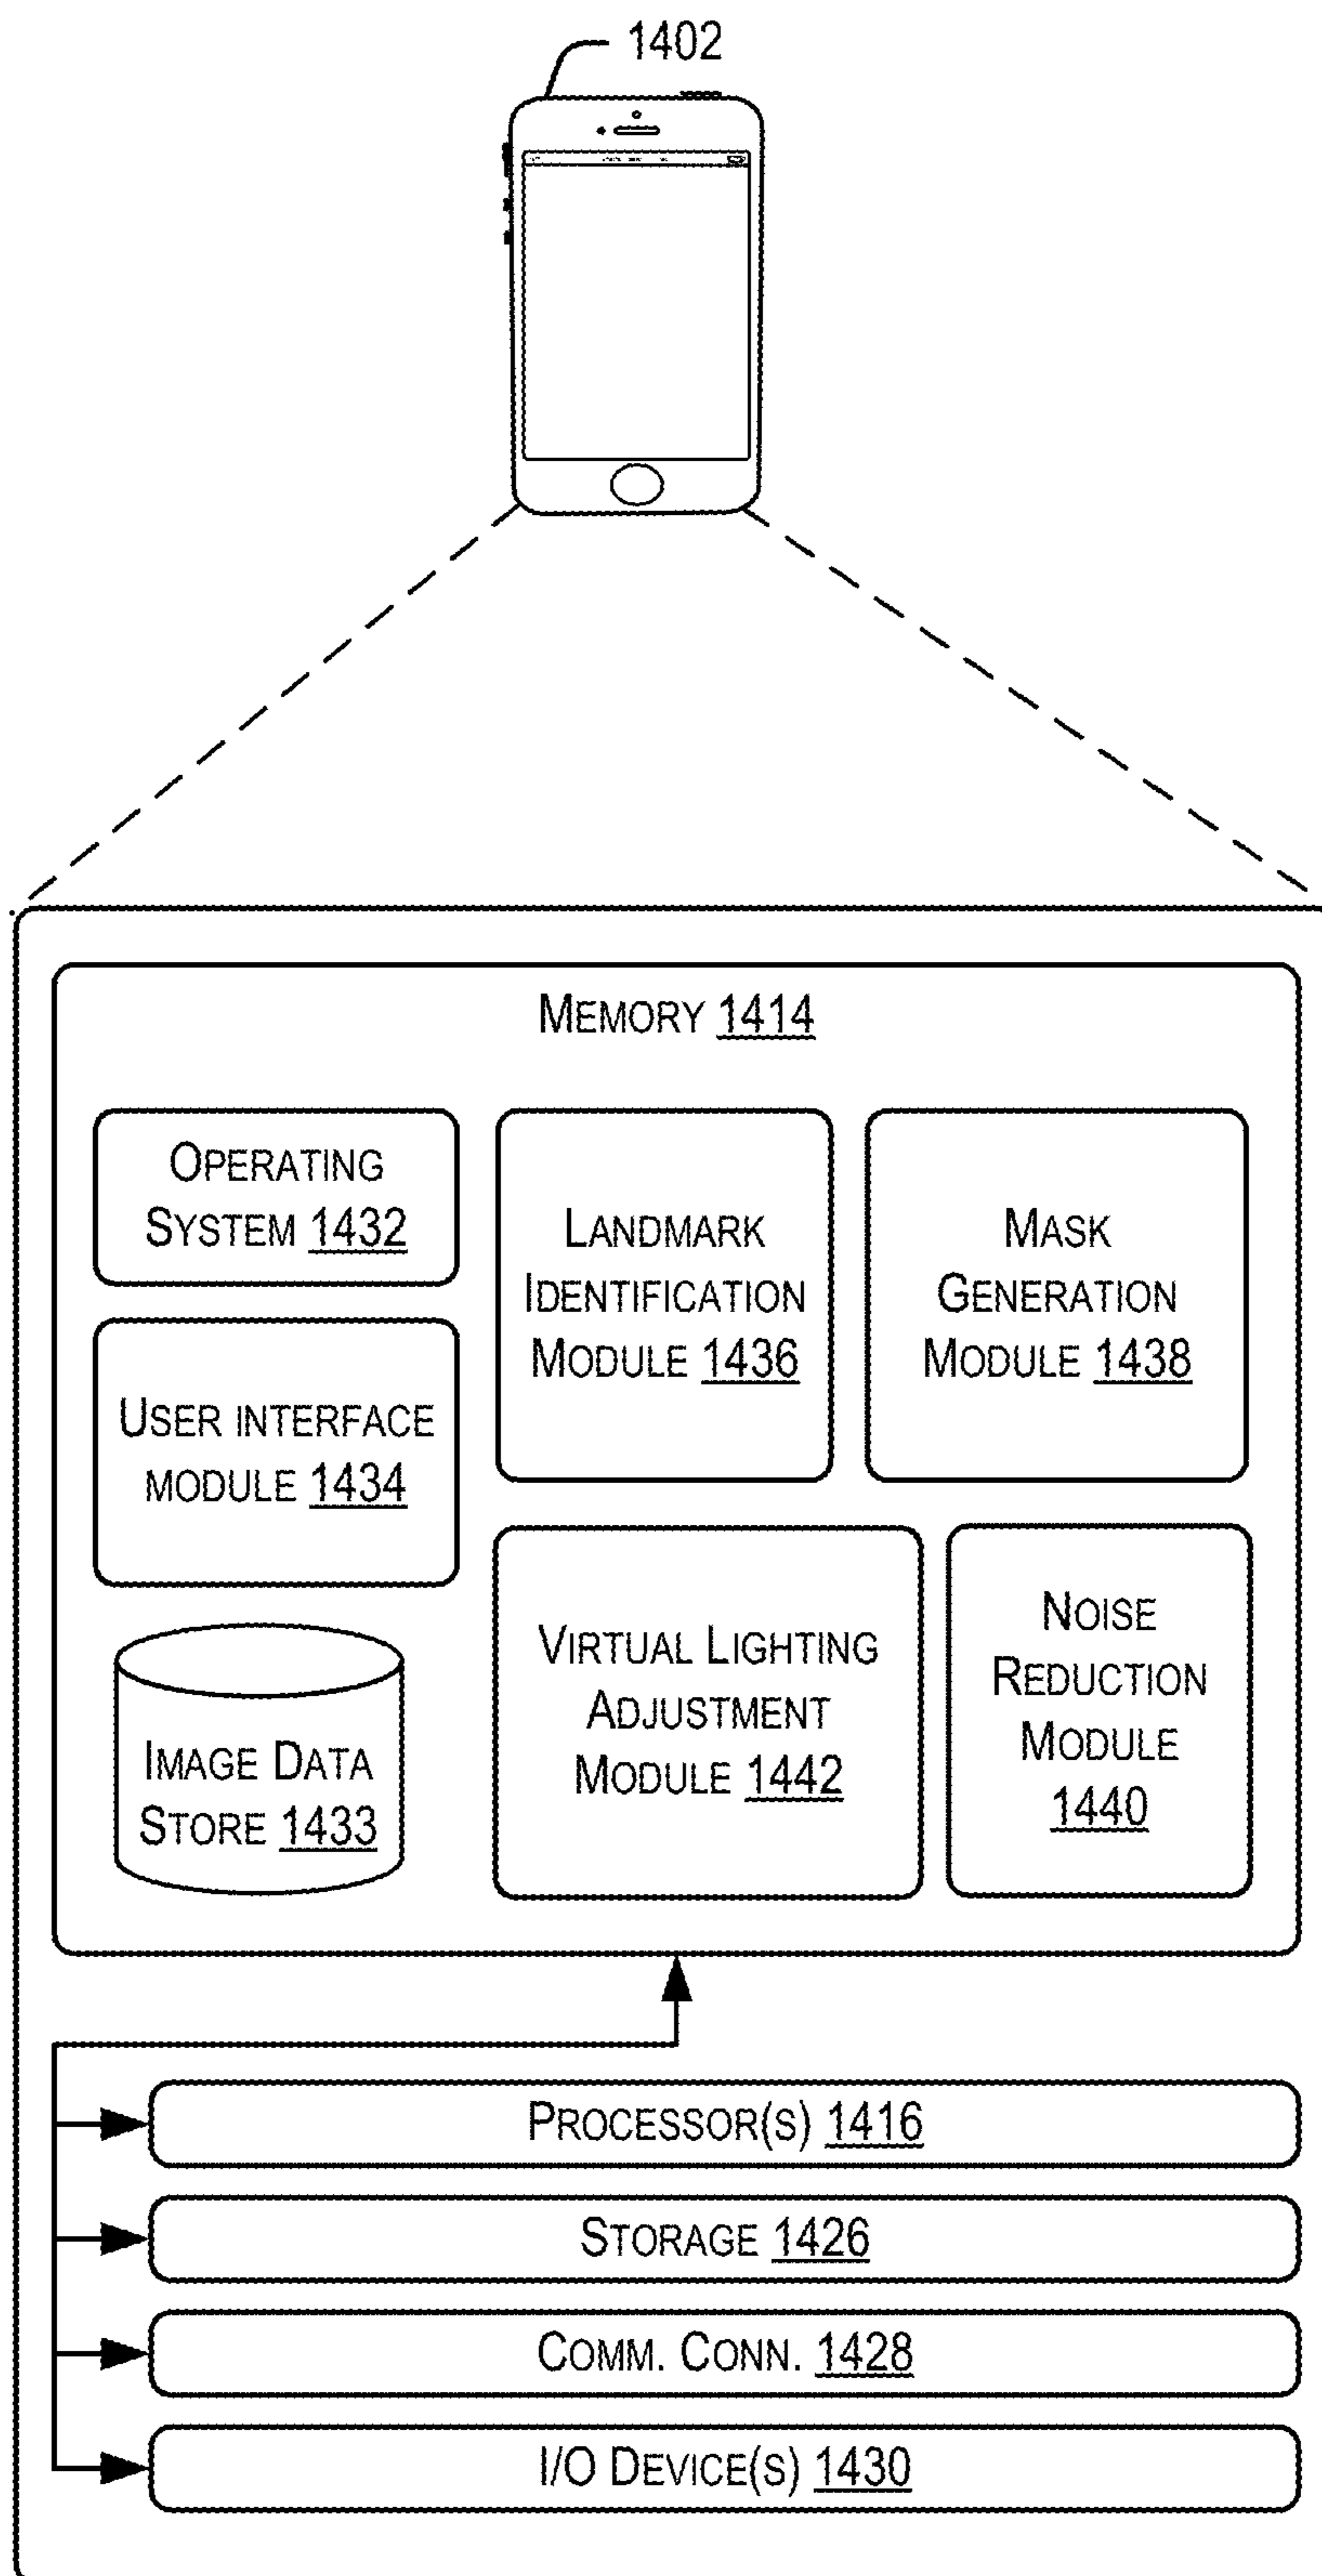 1402
MEMORY 1414
OPERATING
SYSTEM 1432
LANDMARK
IDENTIFICATION
MODULE 1436
MASK
GENERATION
MODULE 1438
USER INTERFACE
MODULE 1434
VIRTUAL LIGHTING
ADJUSTMENT
MODULE 1442
NOISE
REDUCTION
MODULE
1440
IMAGE DATA
STORE 1433
PROCESSOR(S) 1416
STORAGE 1426
COMM. CONN. 1428
I/O DEVICE(S) 1430